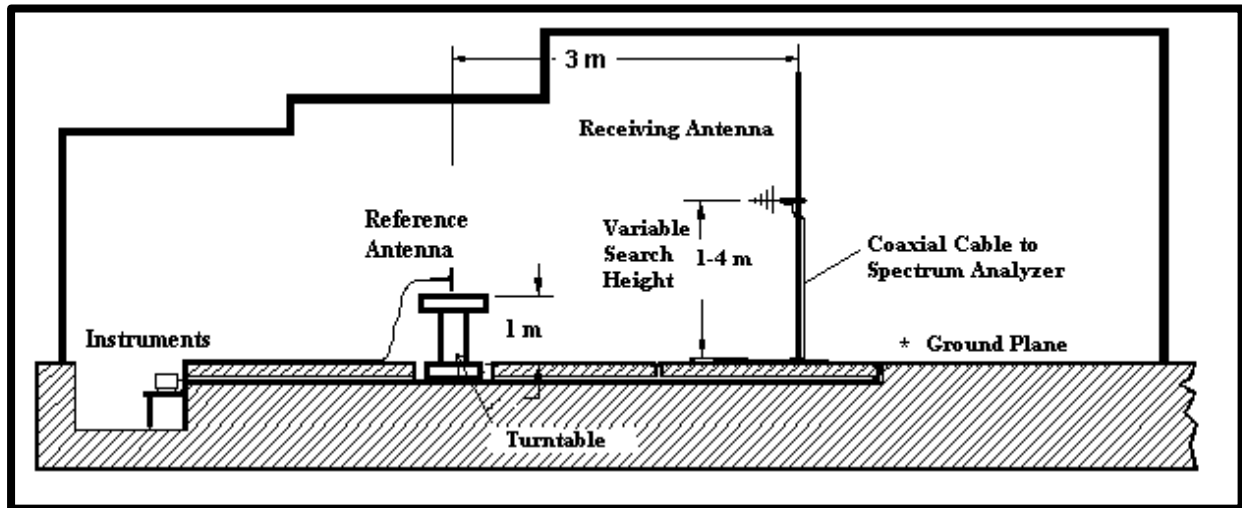 3 m
Receiving Antenna
Reference
Antenna
Variable
Search
Height
1-4 m
Coaxial Cable to
Spectrum Analyzer
1 m
Instruments
* Ground Plane
Turntable